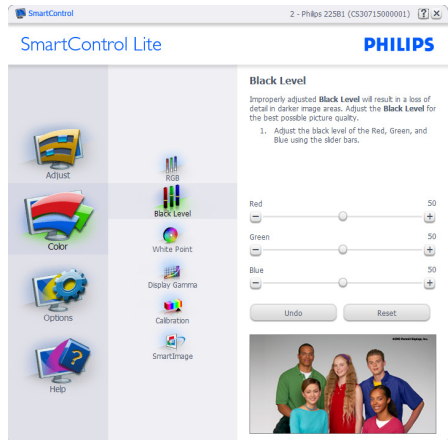 SmartControl
2 - Philips 225B1 (CS30715000001)
SmartControl Lite
PHILIPS
Adjust
Color
Options
Help
RGB
Black Level
White Point
Display Gamma
Calibration
SmartImage
Black Level
Improperly adjusted Black Level will result in a loss of
detail in darker image areas. Adjust the Black Level for
the best possible picture quality.
1. Adjust the black level of the Red, Green, and
Blue using the slider bars.
Red 50
Green 50
Blue 50
Undo Reset